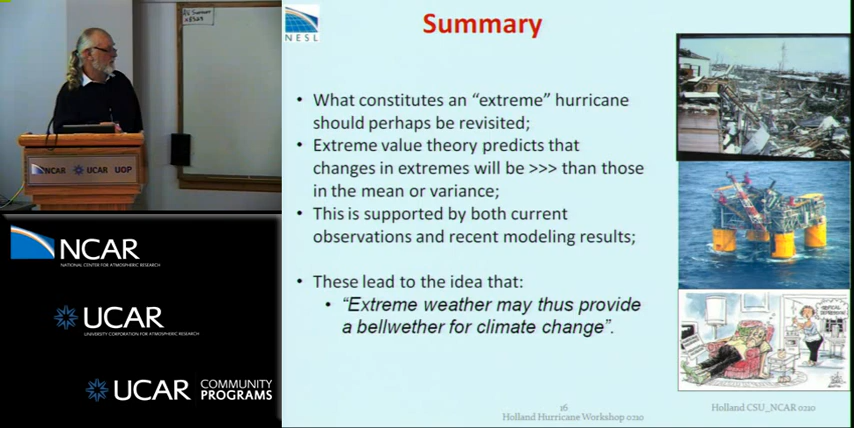 NCAR UCAR UOP
NCAR
NATIONAL CENTER FOR ATMOSPHERIC RESEARCH
UCAR
UNIVERSITY CORPORATION FOR ATMOSPHERIC RESEARCH
UCAR COMMUNITY
PROGRAMS
NESL
Summary
• What constitutes an “extreme” hurricane
should perhaps be revisited;
• Extreme value theory predicts that
changes in extremes will be >>> than those
in the mean or variance;
• This is supported by both current
observations and recent modeling results;
• These lead to the idea that:
• “Extreme weather may thus provide
a bellwether for climate change”.
16
Holland Hurricane Workshop 0210
Holland CSU_NCAR 0210